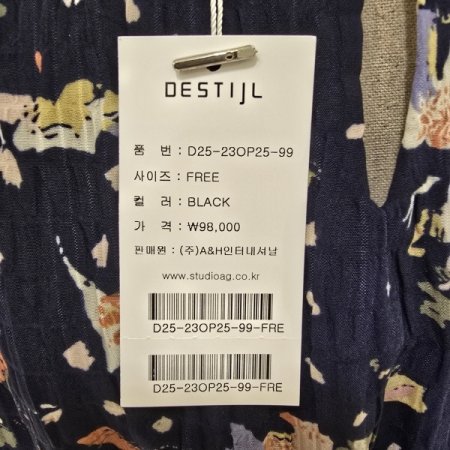 DESTIJL
품 번 : D25-23OP25-99
사이즈 : FREE
컬 러 : BLACK
가 격 : ₩98,000
판매원 : (주)A&H인터내셔날
www.studioag.co.kr
D25-23OP25-99-FRE
D25-23OP25-99-FRE